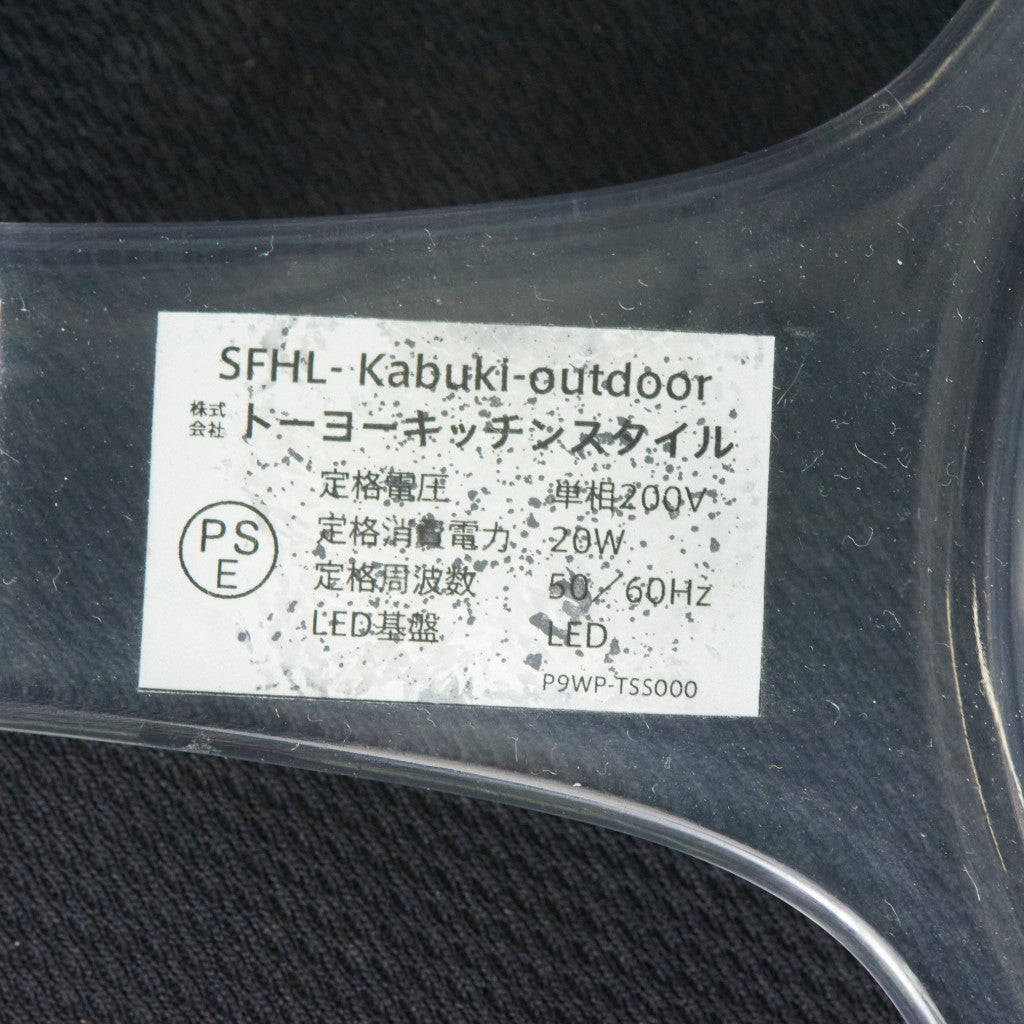 SFHL- Kabuki-outdoor
株式会社 トーヨーキッチンスタイル
定格電圧 単相200V
定格消費電力 20W
定格周波数 50／60Hz
LED基盤 LED
PSE
P9WP-TSS000